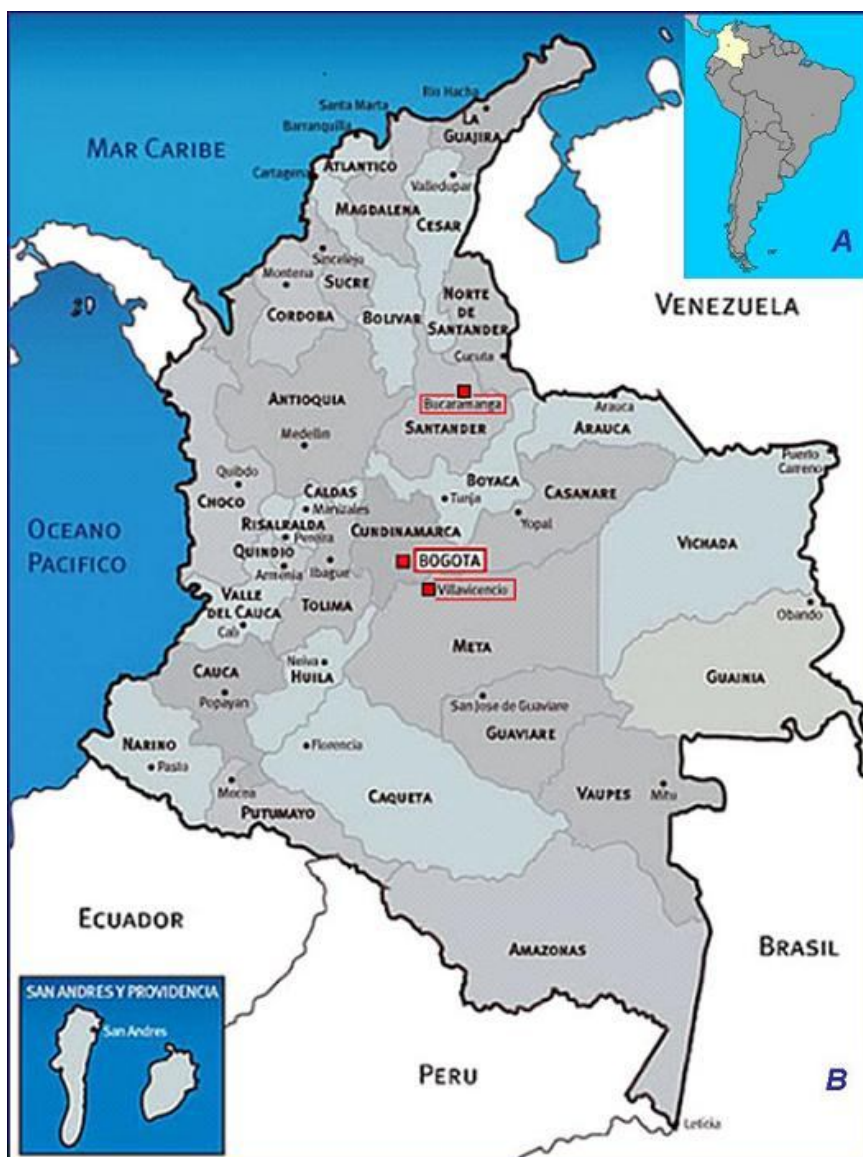 Rio Hacha
Santa Marta
LA
GUAJIRA
Barranquilla
MAR CARIBE
ATLANTICO
Cartagena
Valledupar
MAGDALENA
CESAR
A
Sincelejo
Monteria
SUCRE
NORTE
DE
SANTANDER
CORDOBA
BOLIVAR
VENEZUELA
Cucuta
ANTIOQUIA
Bucaramanga
SANTANDER
Arauca
ARAUCA
Medellin
Puerto
Carreno
Quibdo
BOYACA
CHOCO
CALDAS
Tunja
CASANARE
Manizales
RISALRALDA
CUNDINAMARCA
Yopal
OCEANO
PACIFICO
Pereira
VICHADA
QUINDIO
BOGOTA
Armenia
Ibague
VALLE
DEL CAUCA
TOLIMA
Villavicencio
Obando
Cali
META
Neiva
CAUCA
HUILA
GUAINIA
Popayan
San Jose de Guaviare
GUAVIARE
NARINO
Florencia
Pasto
Mocoa
CAQUETA
VAUPES
Mitu
PUTUMAYO
ECUADOR
AMAZONAS
BRASIL
SAN ANDRES Y PROVIDENCIA
San Andres
PERU
B
Leticia